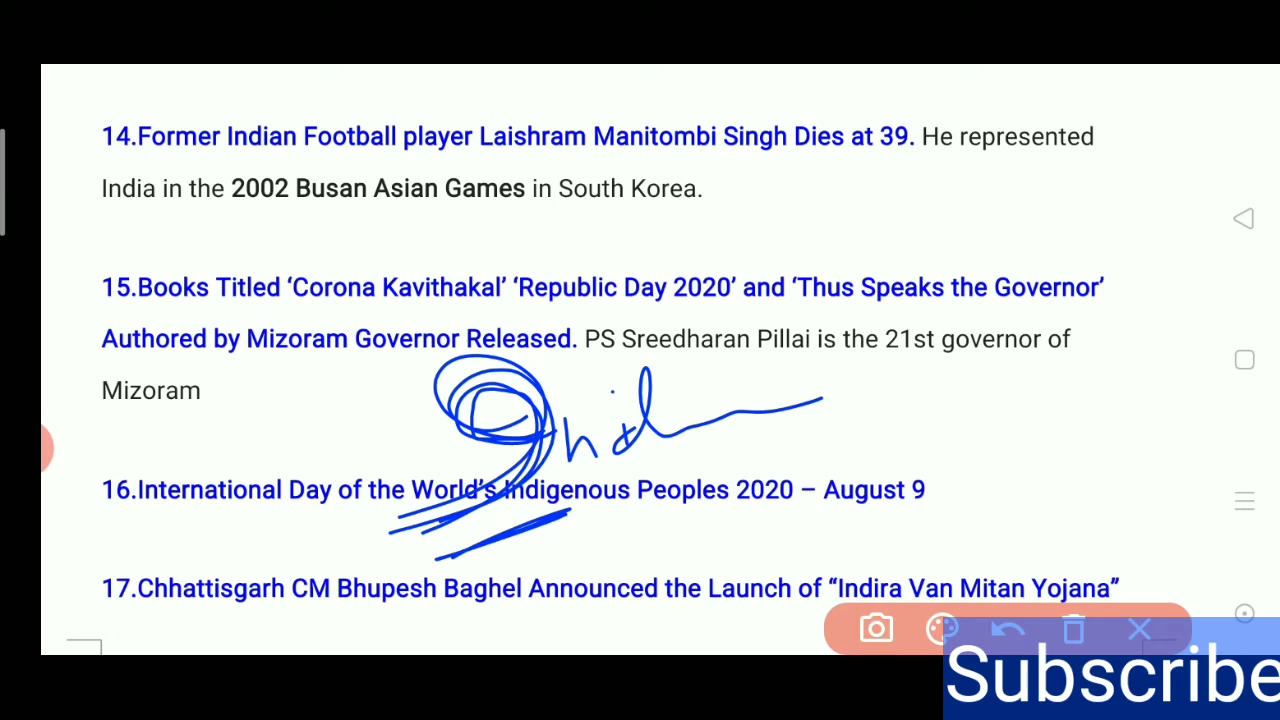 14.Former Indian Football player Laishram Manitombi Singh Dies at 39. He represented
India in the 2002 Busan Asian Games in South Korea.
15.Books Titled ‘Corona Kavithakal’ ‘Republic Day 2020’ and ‘Thus Speaks the Governor’
Authored by Mizoram Governor Released. PS Sreedharan Pillai is the 21st governor of
Mizoram
16.International Day of the World’s Indigenous Peoples 2020 – August 9
17.Chhattisgarh CM Bhupesh Baghel Announced the Launch of “Indira Van Mitan Yojana”
Subscribe